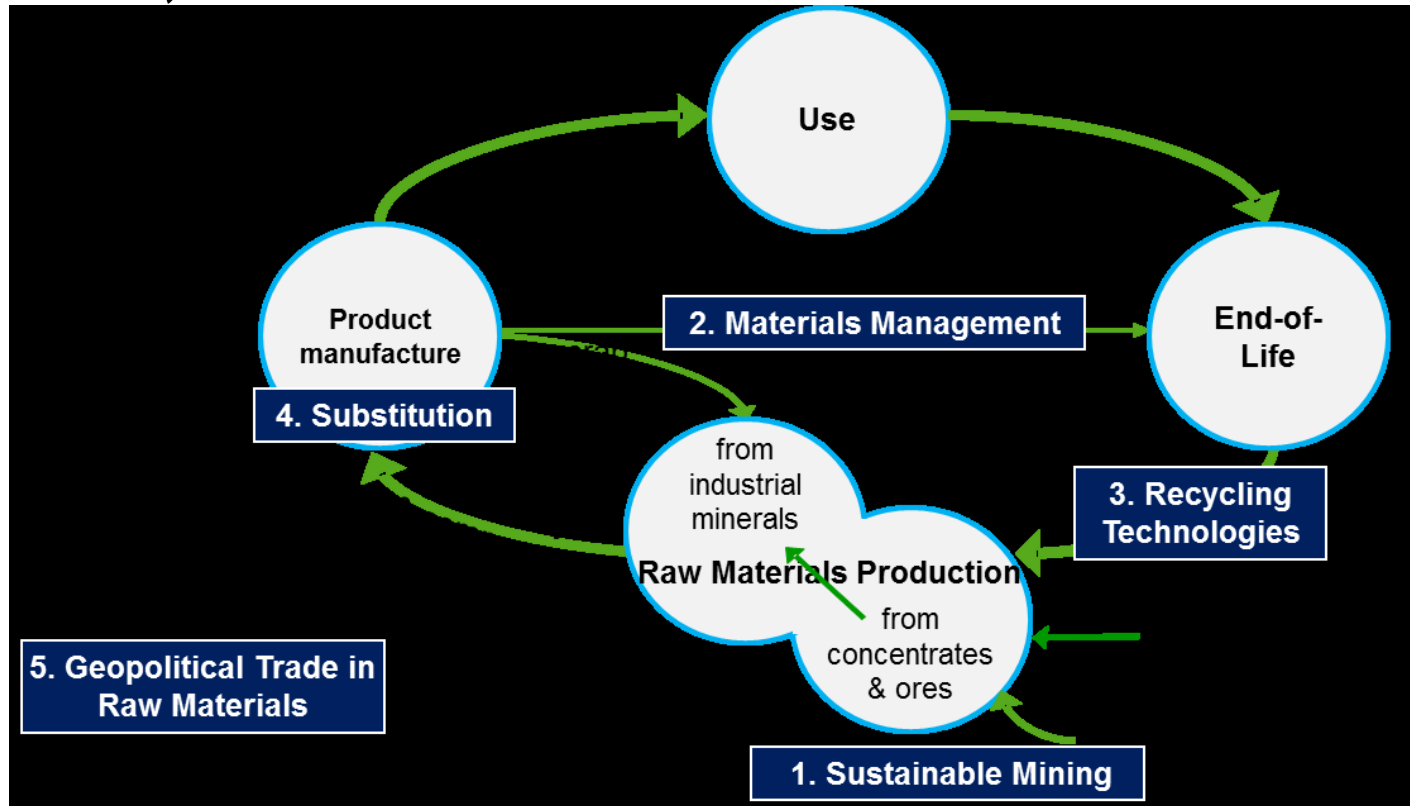 Use
Product
manufacture
2. Materials Management
End-of-
Life
4. Substitution
from
industrial
minerals
3. Recycling
Technologies
Raw Materials Production
from
concentrates
& ores
5. Geopolitical Trade in
Raw Materials
1. Sustainable Mining